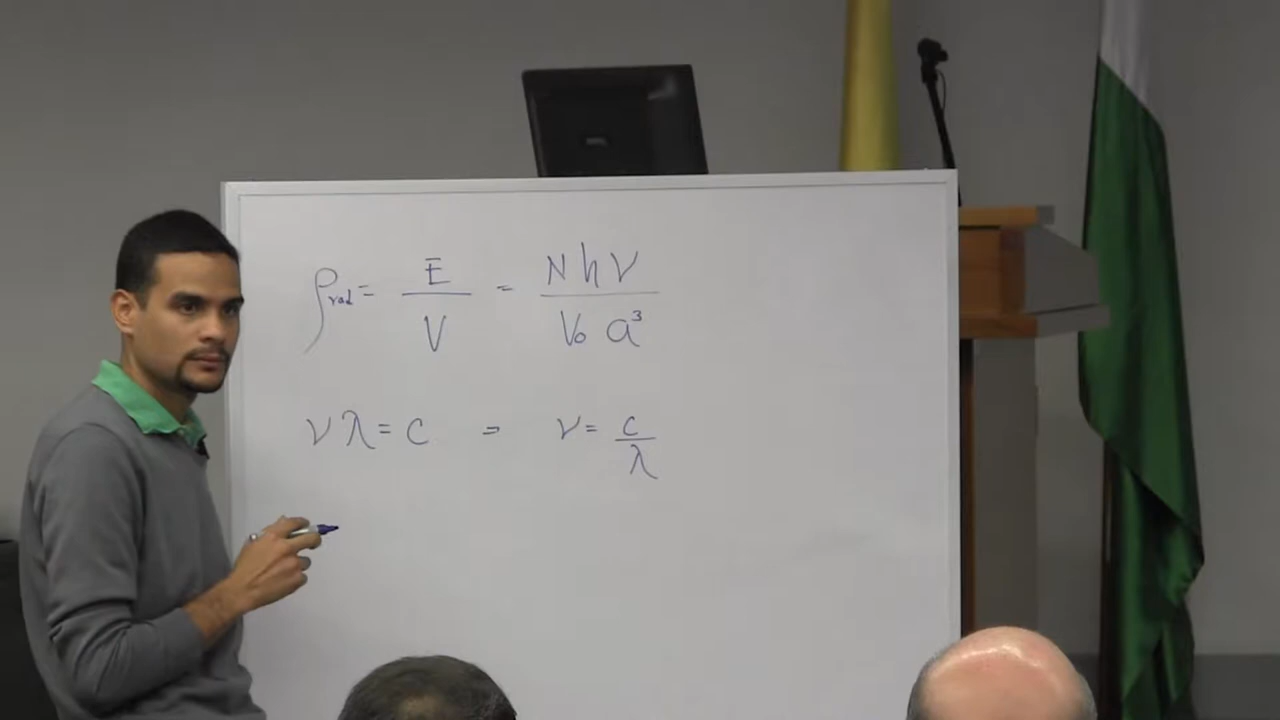 ρrad = E/V = Nhν/V₀a³
νλ = c = ν = c/λ